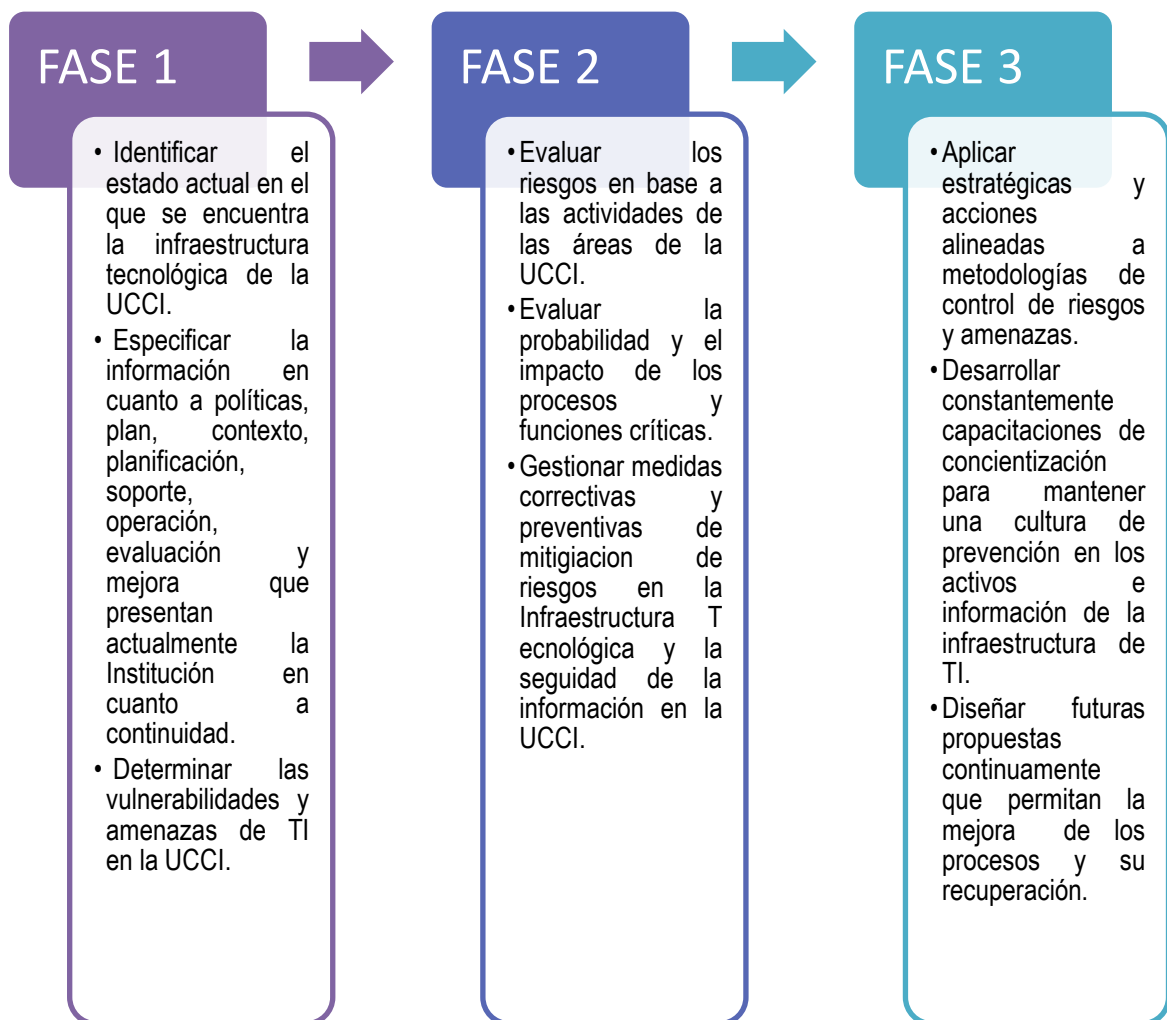 FASE 1
• Identificar el
estado actual en el
que se encuentra
la infraestructura
tecnológica de la
UCCI.
• Especificar la
información en
cuanto a políticas,
plan, contexto,
planificación,
soporte,
operación,
evaluación y
mejora que
presentan
actualmente la
Institución en
cuanto a
continuidad.
• Determinar las
vulnerabilidades y
amenazas de TI
en la UCCI.
FASE 2
• Evaluar los
riesgos en base a
las actividades de
las áreas de la
UCCI.
• Evaluar la
probabilidad y el
impacto de los
procesos y
funciones críticas.
• Gestionar medidas
correctivas y
preventivas de
mitigiacion de
riesgos en la
Infraestructura T
ecnológica y la
seguidad de la
información en la
UCCI.
FASE 3
• Aplicar
estratégicas y
acciones
alineadas a
metodologías de
control de riesgos
y amenazas.
• Desarrollar
constantemente
capacitaciones de
concientización
para mantener
una cultura de
prevención en los
activos e
información de la
infraestructura de
TI.
• Diseñar futuras
propuestas
continuamente
que permitan la
mejora de los
procesos y su
recuperación.